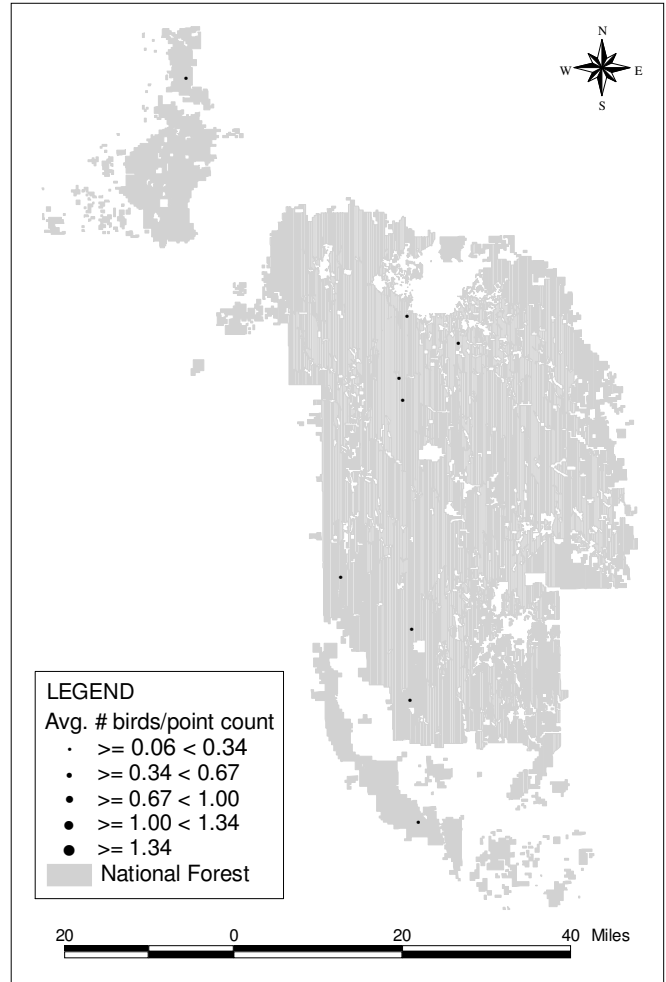 N
W E
S
LEGEND
Avg. # birds/point count
>= 0.06 < 0.34
>= 0.34 < 0.67
>= 0.67 < 1.00
>= 1.00 < 1.34
>= 1.34
National Forest
20 0 20 40 Miles